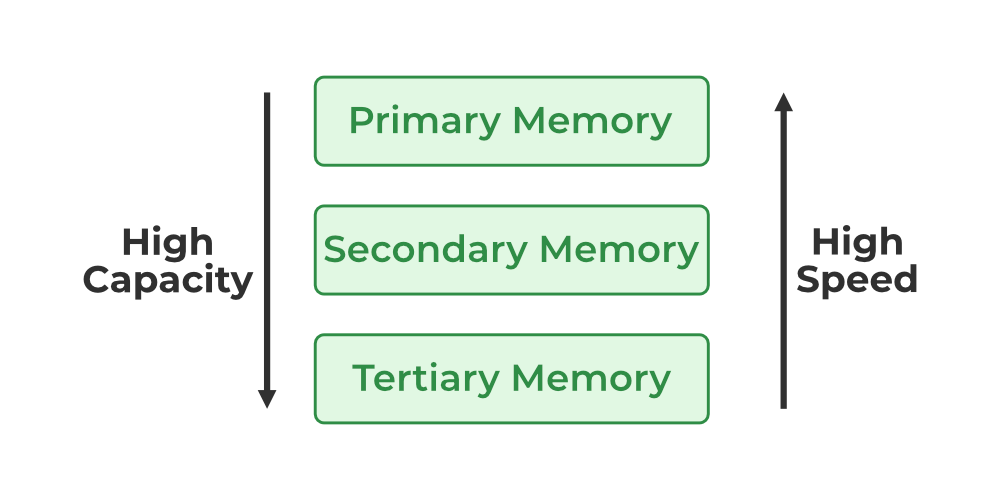 Primary Memory
High
Capacity
Secondary Memory
High
Speed
Tertiary Memory